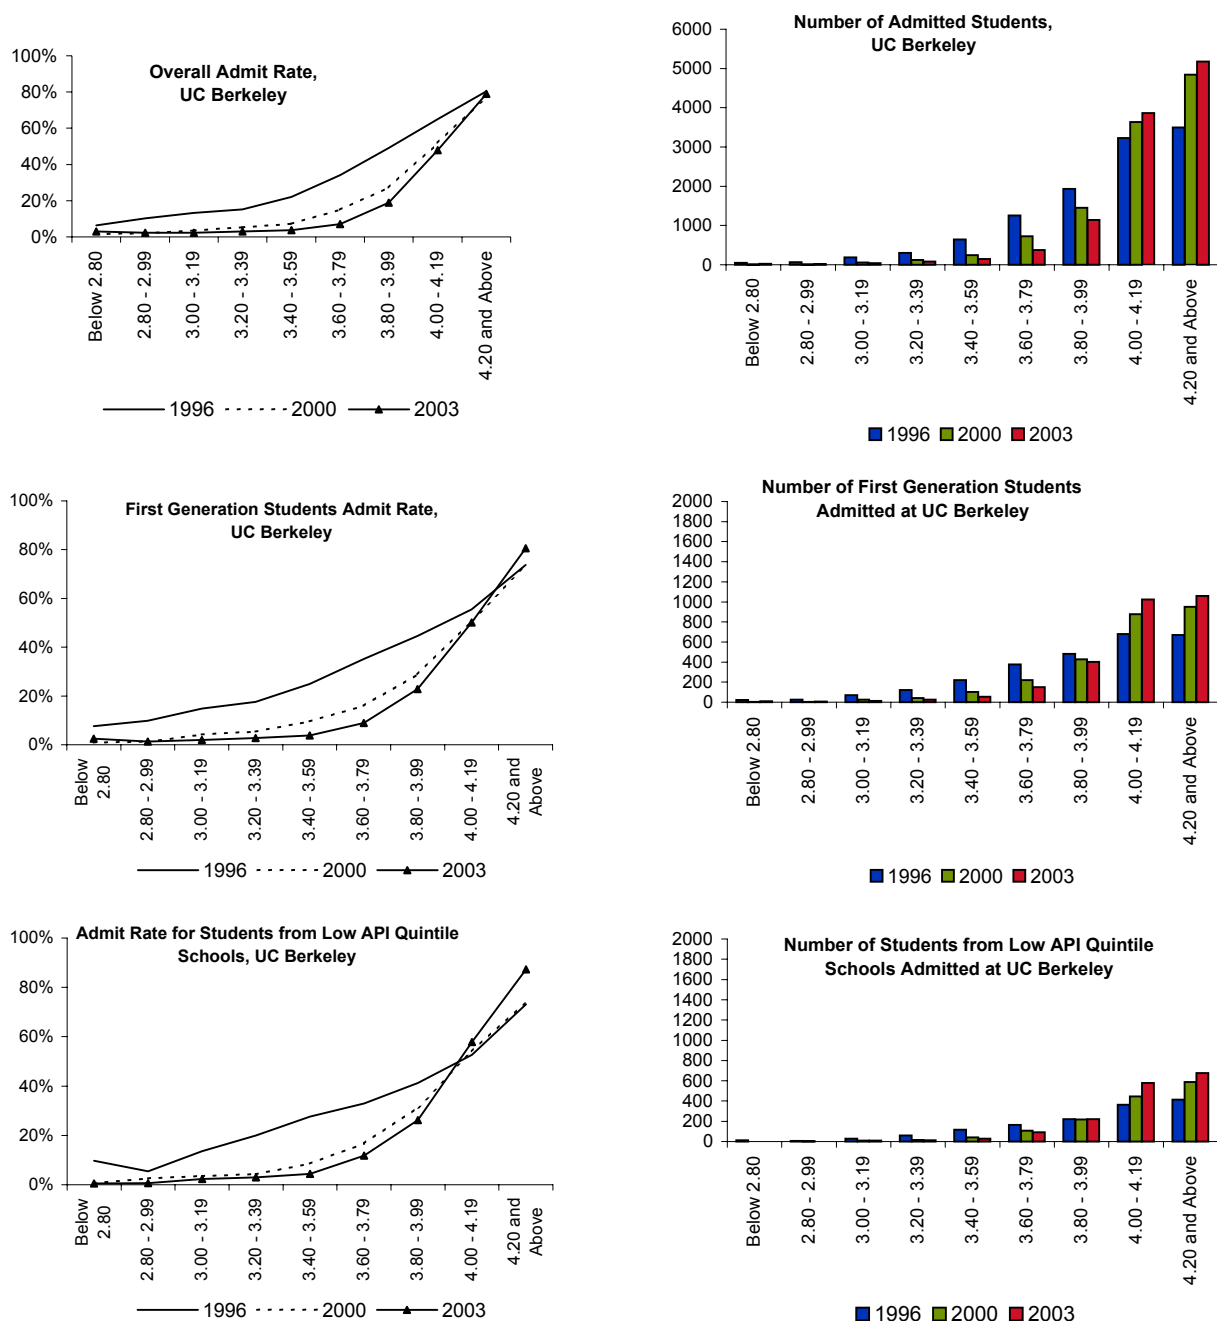 Overall Admit Rate,
UC Berkeley
100%
80%
60%
40%
20%
0%
Below 2.80
2.80 - 2.99
3.00 - 3.19
3.20 - 3.39
3.40 - 3.59
3.60 - 3.79
3.80 - 3.99
4.00 - 4.19
4.20 and Above
1996 2000 2003
Number of Admitted Students,
UC Berkeley
6000
5000
4000
3000
2000
1000
0
Below 2.80
2.80 - 2.99
3.00 - 3.19
3.20 - 3.39
3.40 - 3.59
3.60 - 3.79
3.80 - 3.99
4.00 - 4.19
4.20 and Above
1996 2000 2003
First Generation Students Admit Rate,
UC Berkeley
100%
80%
60%
40%
20%
0%
Below
2.80
2.80 - 2.99
3.00 - 3.19
3.20 - 3.39
3.40 - 3.59
3.60 - 3.79
3.80 - 3.99
4.00 - 4.19
4.20 and
Above
1996 2000 2003
Number of First Generation Students
Admitted at UC Berkeley
2000
1800
1600
1400
1200
1000
800
600
400
200
0
Below 2.80
2.80 - 2.99
3.00 - 3.19
3.20 - 3.39
3.40 - 3.59
3.60 - 3.79
3.80 - 3.99
4.00 - 4.19
4.20 and Above
1996 2000 2003
Admit Rate for Students from Low API Quintile
Schools, UC Berkeley
100%
80%
60%
40%
20%
0%
Below
2.80
2.80 - 2.99
3.00 - 3.19
3.20 - 3.39
3.40 - 3.59
3.60 - 3.79
3.80 - 3.99
4.00 - 4.19
4.20 and
Above
1996 2000 2003
Number of Students from Low API Quintile
Schools Admitted at UC Berkeley
2000
1800
1600
1400
1200
1000
800
600
400
200
0
Below 2.80
2.80 - 2.99
3.00 - 3.19
3.20 - 3.39
3.40 - 3.59
3.60 - 3.79
3.80 - 3.99
4.00 - 4.19
4.20 and Above
1996 2000 2003